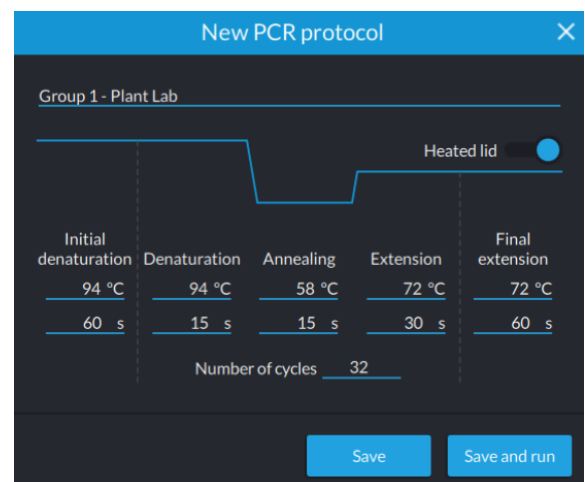 New PCR protocol
Group 1 - Plant Lab
Heated lid
Initial denaturation Denaturation Annealing Extension Final extension
94 °C 94 °C 58 °C 72 °C 72 °C
60 s 15 s 15 s 30 s 60 s
Number of cycles 32
Save Save and run